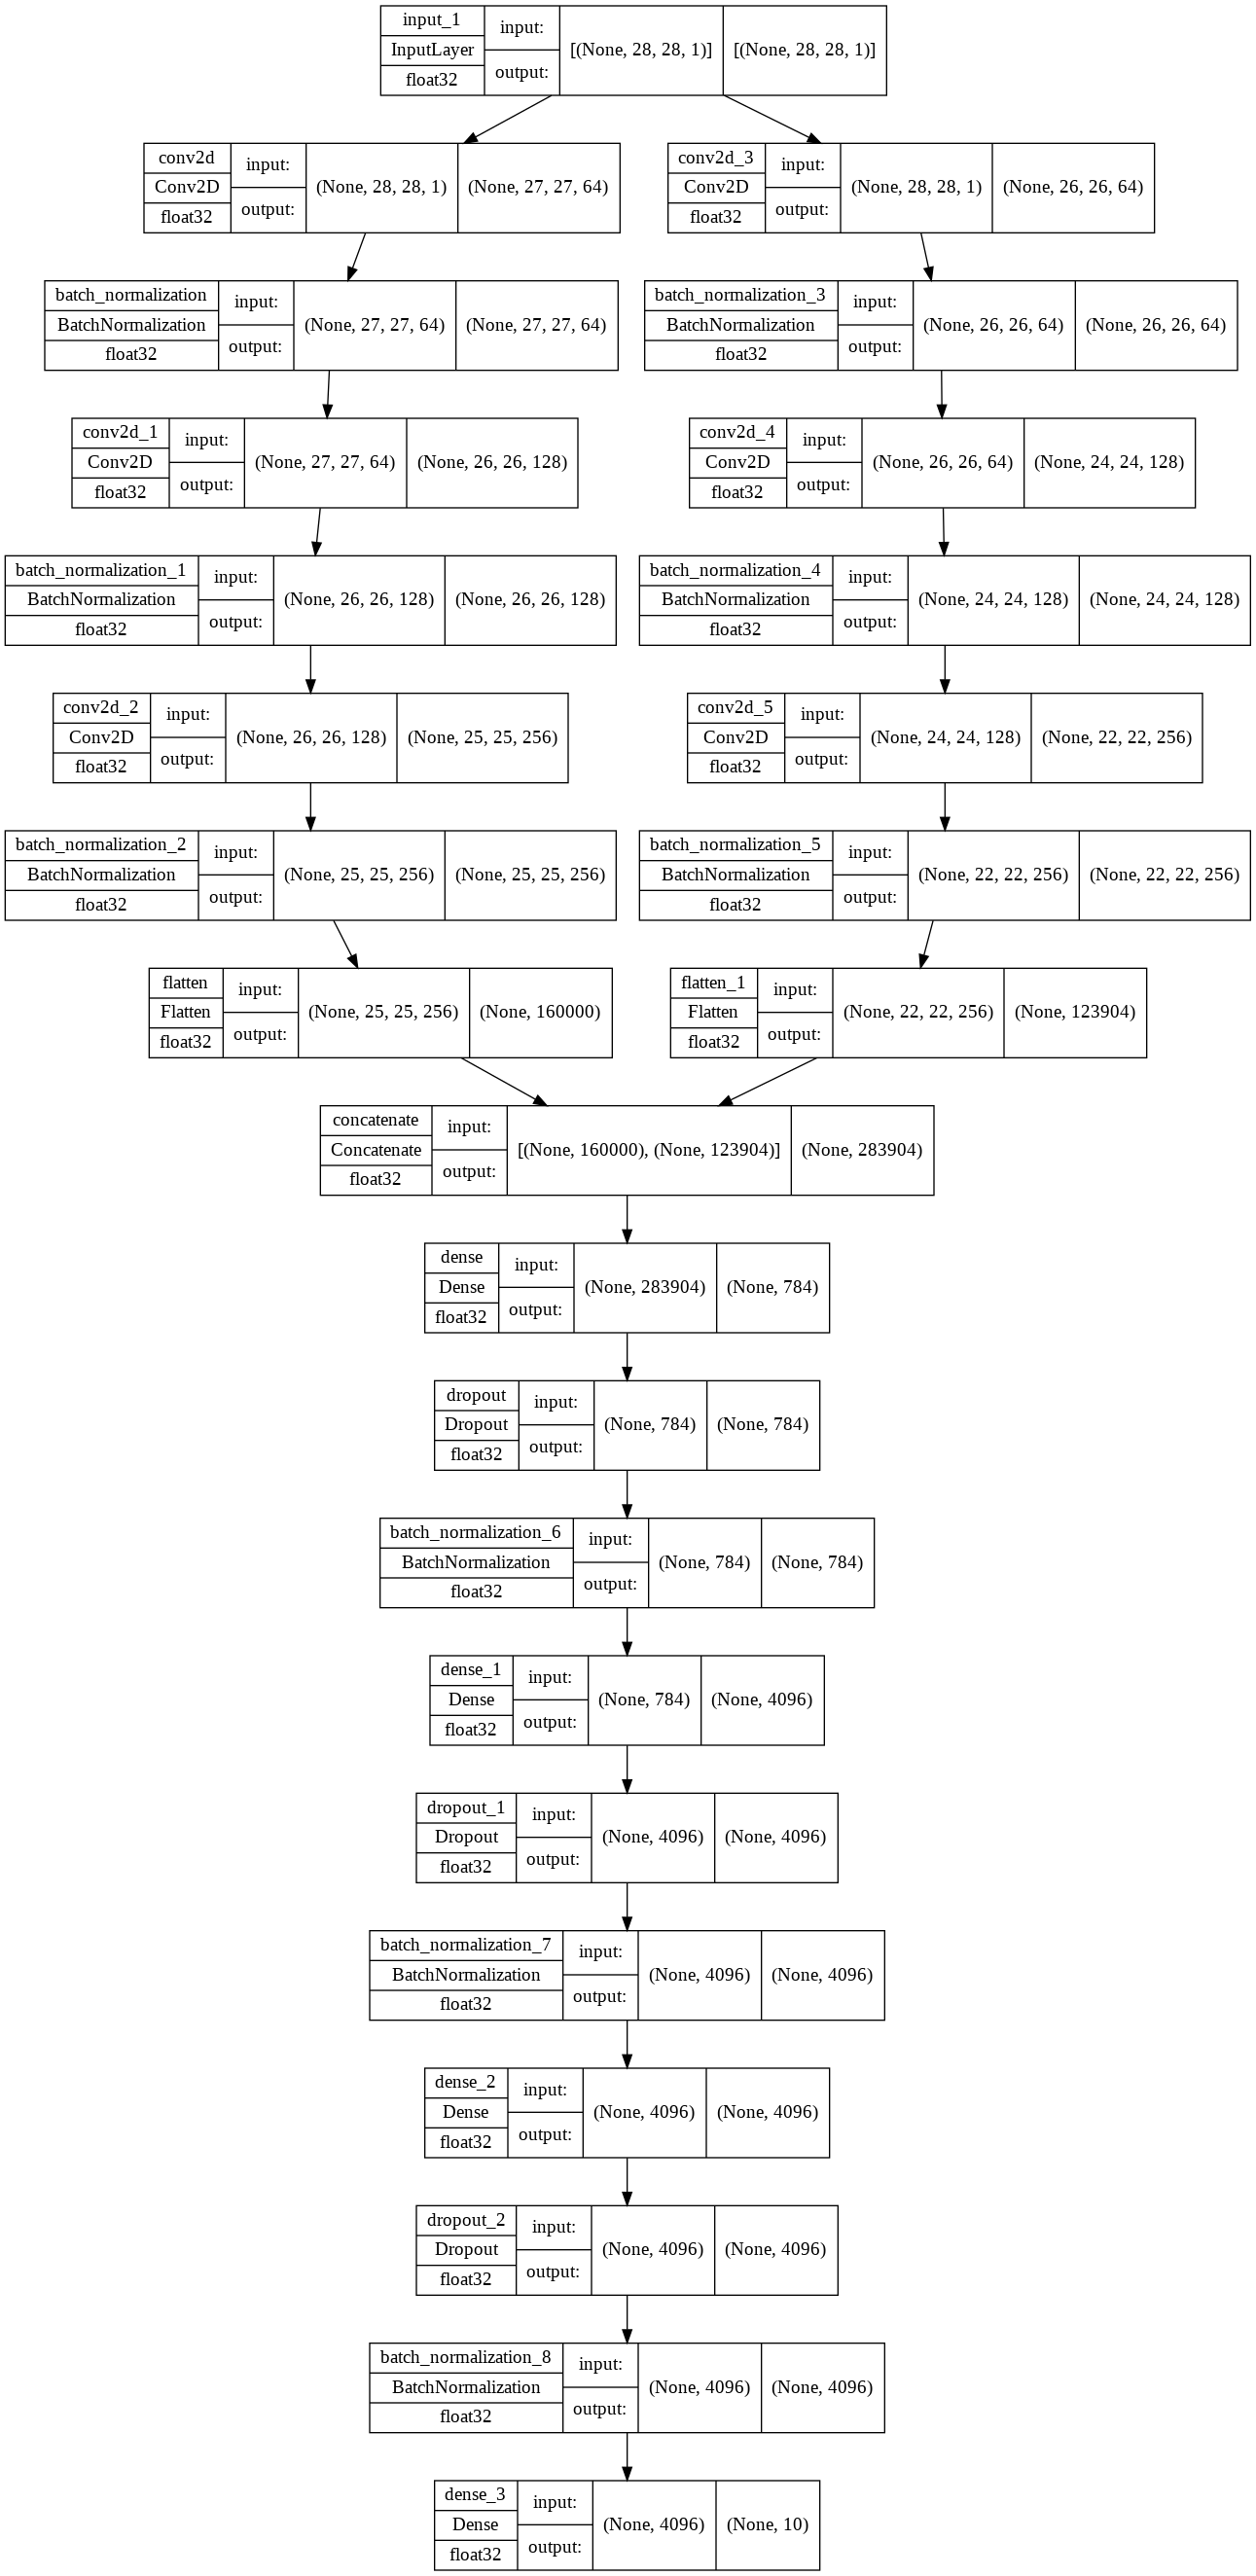 input_1
InputLayer
float32
input:
output:
[(None, 28, 28, 1)]
[(None, 28, 28, 1)]
conv2d
Conv2D
float32
input:
output:
(None, 28, 28, 1)
(None, 27, 27, 64)
conv2d_3
Conv2D
float32
input:
output:
(None, 28, 28, 1)
(None, 26, 26, 64)
batch_normalization
BatchNormalization
float32
input:
output:
(None, 27, 27, 64)
(None, 27, 27, 64)
batch_normalization_3
BatchNormalization
float32
input:
output:
(None, 26, 26, 64)
(None, 26, 26, 64)
conv2d_1
Conv2D
float32
input:
output:
(None, 27, 27, 64)
(None, 26, 26, 128)
conv2d_4
Conv2D
float32
input:
output:
(None, 26, 26, 64)
(None, 24, 24, 128)
batch_normalization_1
BatchNormalization
float32
input:
output:
(None, 26, 26, 128)
(None, 26, 26, 128)
batch_normalization_4
BatchNormalization
float32
input:
output:
(None, 24, 24, 128)
(None, 24, 24, 128)
conv2d_2
Conv2D
float32
input:
output:
(None, 26, 26, 128)
(None, 25, 25, 256)
conv2d_5
Conv2D
float32
input:
output:
(None, 24, 24, 128)
(None, 22, 22, 256)
batch_normalization_2
BatchNormalization
float32
input:
output:
(None, 25, 25, 256)
(None, 25, 25, 256)
batch_normalization_5
BatchNormalization
float32
input:
output:
(None, 22, 22, 256)
(None, 22, 22, 256)
flatten
Flatten
float32
input:
output:
(None, 25, 25, 256)
(None, 160000)
flatten_1
Flatten
float32
input:
output:
(None, 22, 22, 256)
(None, 123904)
concatenate
Concatenate
float32
input:
output:
[(None, 160000), (None, 123904)]
(None, 283904)
dense
Dense
float32
input:
output:
(None, 283904)
(None, 784)
dropout
Dropout
float32
input:
output:
(None, 784)
(None, 784)
batch_normalization_6
BatchNormalization
float32
input:
output:
(None, 784)
(None, 784)
dense_1
Dense
float32
input:
output:
(None, 784)
(None, 4096)
dropout_1
Dropout
float32
input:
output:
(None, 4096)
(None, 4096)
batch_normalization_7
BatchNormalization
float32
input:
output:
(None, 4096)
(None, 4096)
dense_2
Dense
float32
input:
output:
(None, 4096)
(None, 4096)
dropout_2
Dropout
float32
input:
output:
(None, 4096)
(None, 4096)
batch_normalization_8
BatchNormalization
float32
input:
output:
(None, 4096)
(None, 4096)
dense_3
Dense
float32
input:
output:
(None, 4096)
(None, 10)